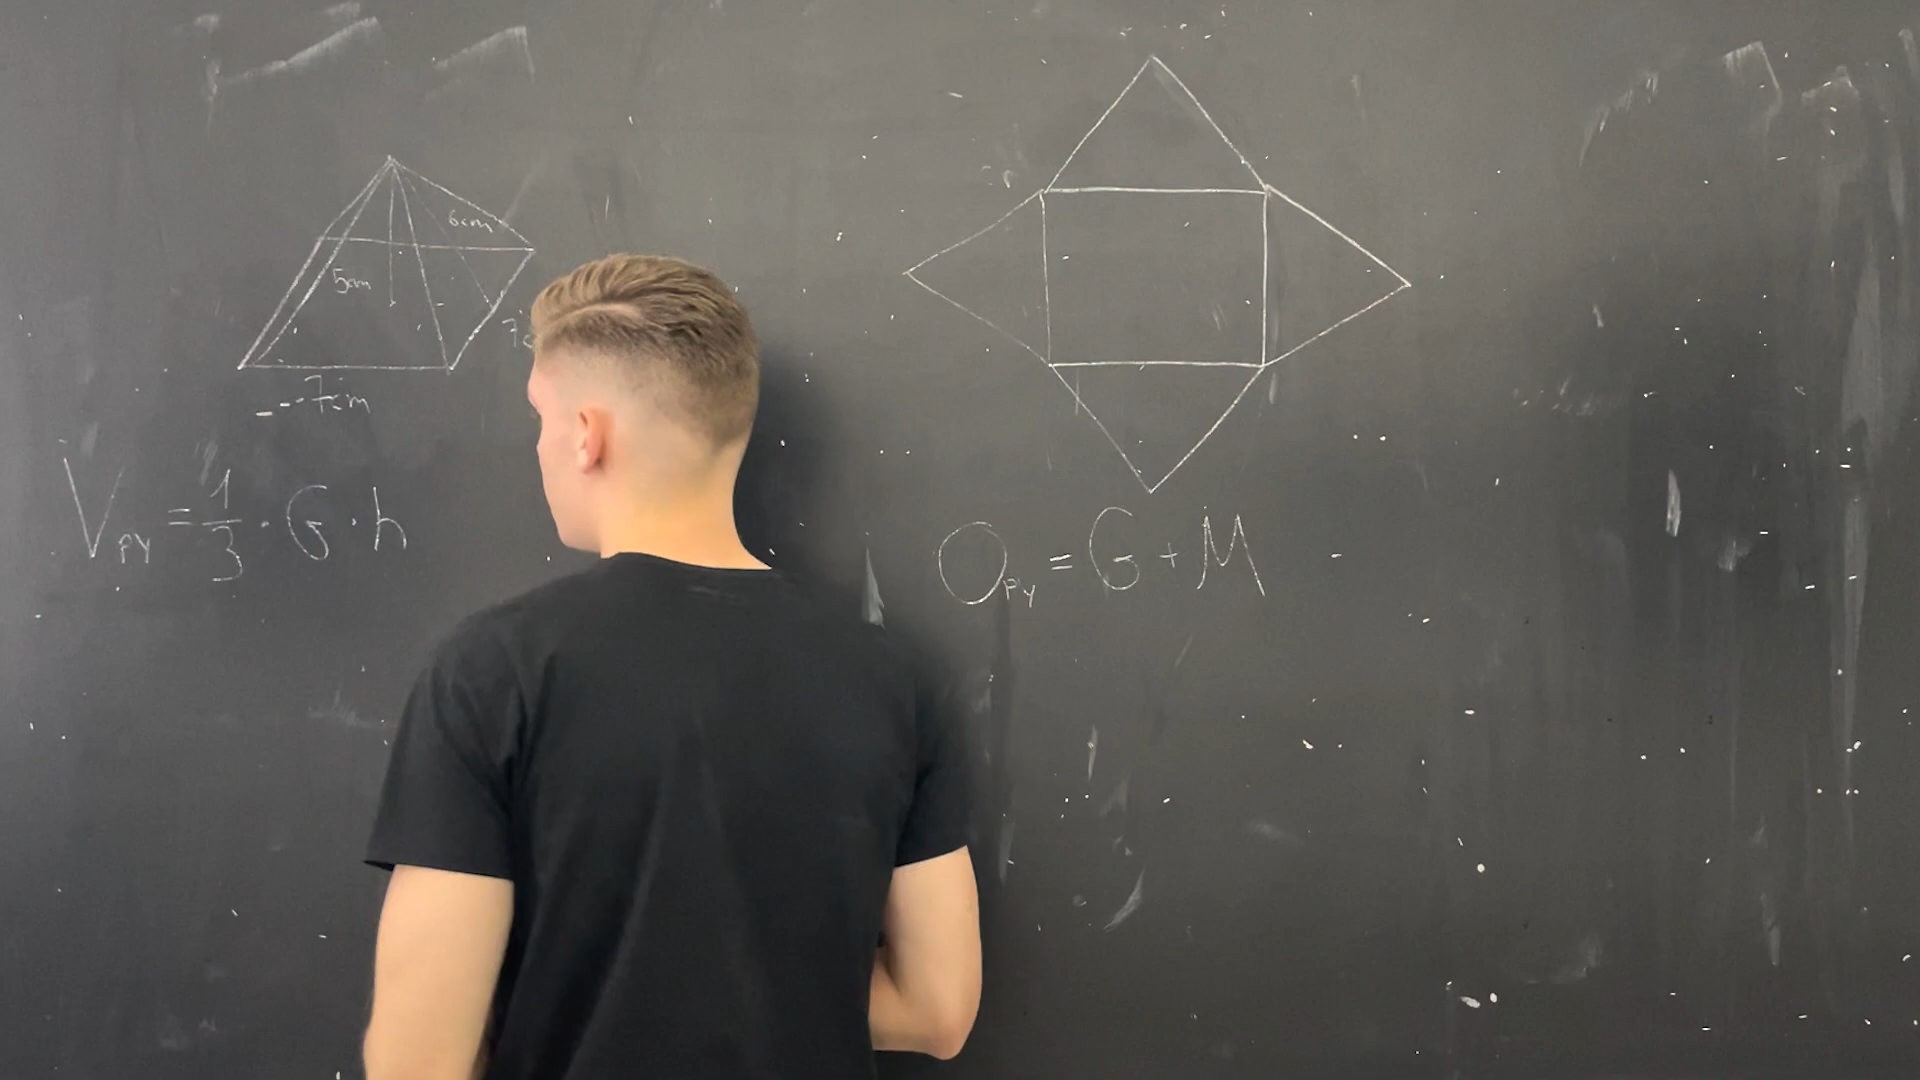 6cm
5cm
7cm
V_PY = 1/3 · G · h
O_PY = G + M